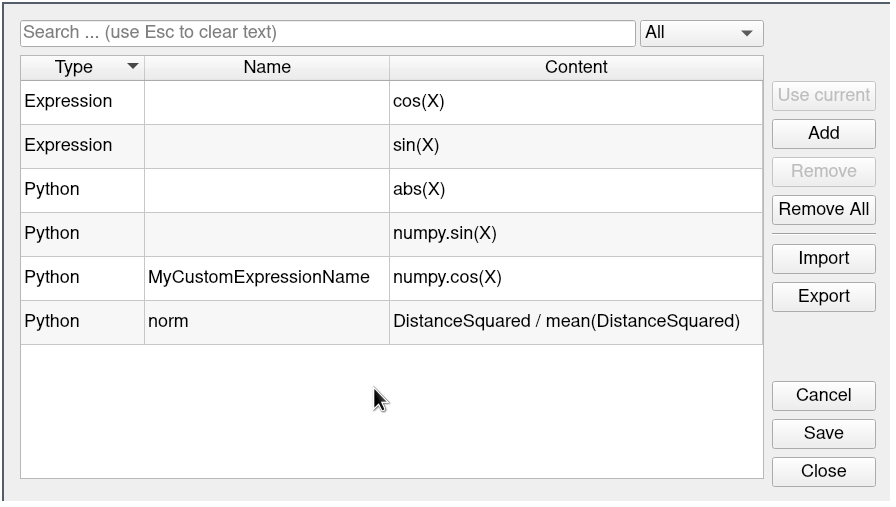 Search ... (use Esc to clear text) All
Type Name Content
Use current
Expression cos(X)
Add
Expression sin(X)
Remove
Python abs(X)
Remove All
Python numpy.sin(X)
Import
Python MyCustomExpressionName numpy.cos(X)
Export
Python norm DistanceSquared / mean(DistanceSquared)
Cancel
Save
Close